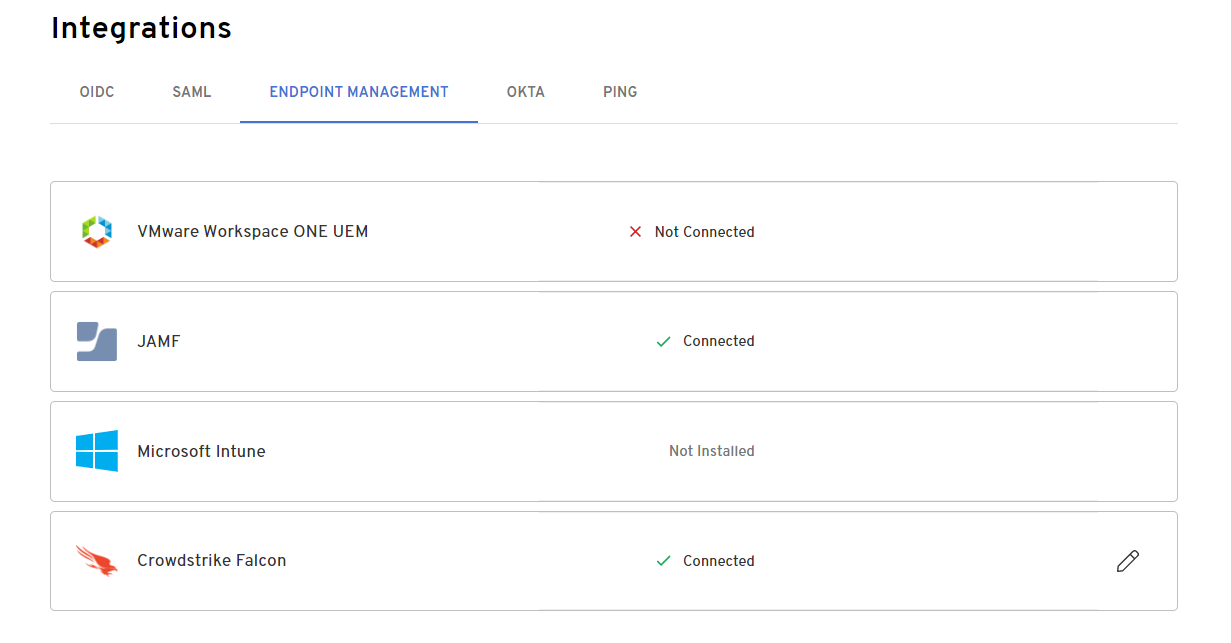 Integrations
OIDC SAML ENDPOINT MANAGEMENT OKTA PING
VMware Workspace ONE UEM Not Connected
JAMF Connected
Microsoft Intune Not Installed
Crowdstrike Falcon Connected